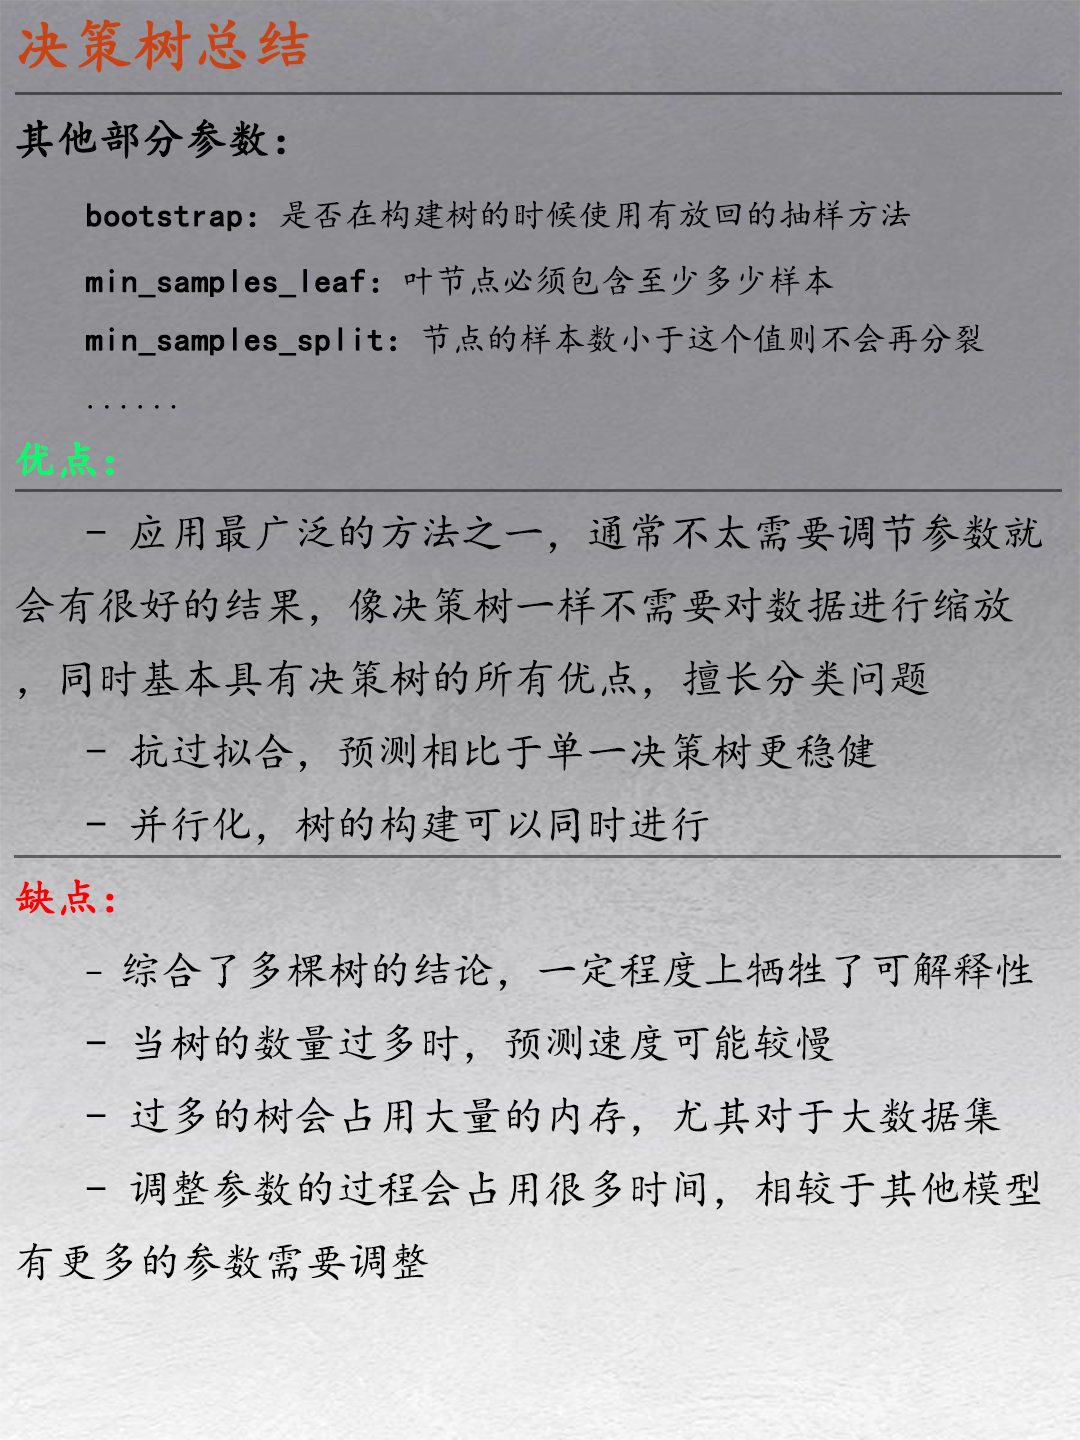 决策树总结
其他部分参数：
bootstrap：是否在构建树的时候使用有放回的抽样方法
min_samples_leaf：叶节点必须包含至少多少样本
min_samples_split：节点的样本数小于这个值则不会再分裂
......
优点：
- 应用最广泛的方法之一，通常不太需要调节参数就
会有很好的结果，像决策树一样不需要对数据进行缩放
，同时基本具有决策树的所有优点，擅长分类问题
- 抗过拟合，预测相比于单一决策树更稳健
- 并行化，树的构建可以同时进行
缺点：
- 综合了多棵树的结论，一定程度上牺牲了可解释性
- 当树的数量过多时，预测速度可能较慢
- 过多的树会占用大量的内存，尤其对于大数据集
- 调整参数的过程会占用很多时间，相较于其他模型
有更多的参数需要调整